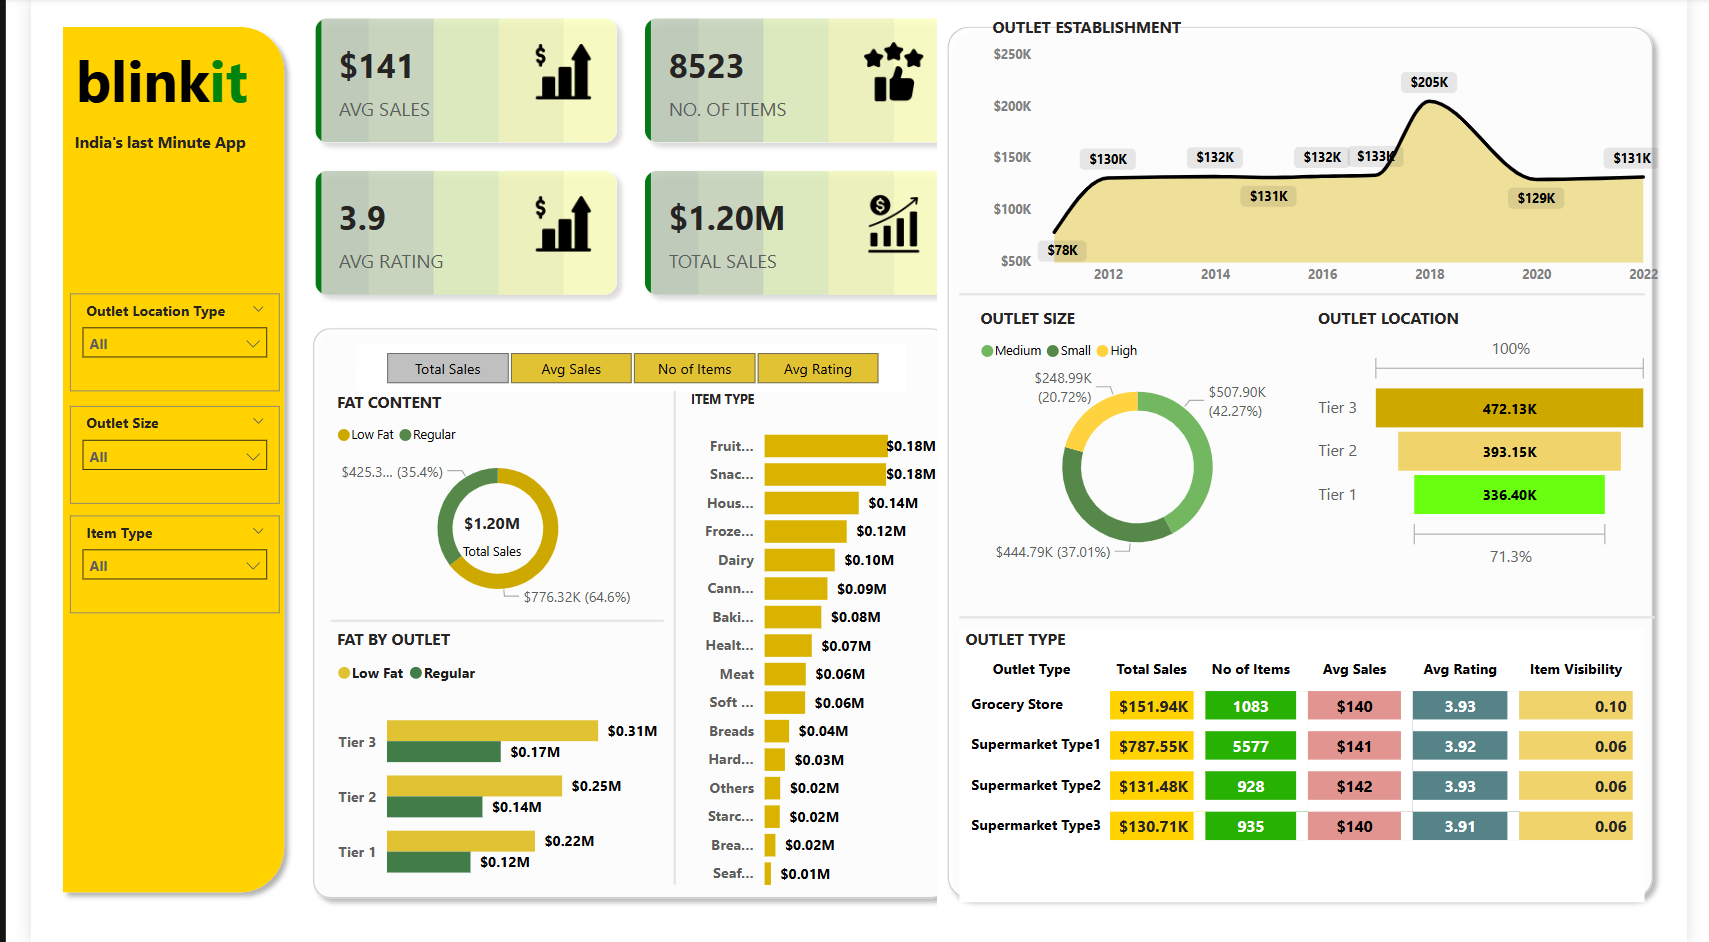 blinkit
India's last Minute App
Outlet Location Type
All
Outlet Size
All
Item Type
All
$141
AVG SALES
8523
NO. OF ITEMS
3.9
AVG RATING
$1.20M
TOTAL SALES
Total Sales Avg Sales No of Items Avg Rating
FAT CONTENT
Low Fat Regular
$425.3... (35.4%)
$1.20M
Total Sales
$776.32K (64.6%)
FAT BY OUTLET
Low Fat Regular
Tier 3 $0.31M
$0.17M
Tier 2 $0.25M
$0.14M
Tier 1 $0.22M
$0.12M
ITEM TYPE
Fruit... $0.18M
Snac... $0.18M
Hous... $0.14M
Froze... $0.12M
Dairy $0.10M
Cann... $0.09M
Baki... $0.08M
Healt... $0.07M
Meat $0.06M
Soft ... $0.06M
Breads $0.04M
Hard... $0.03M
Others $0.02M
Starc... $0.02M
Brea... $0.02M
Seaf... $0.01M
OUTLET ESTABLISHMENT
$250K
$200K
$150K
$100K
$50K
$78K
$130K
$132K
$131K
$132K
$133K
$205K
$129K
$131K
2012 2014 2016 2018 2020 2022
OUTLET SIZE
Medium Small High
$248.99K
(20.72%)
$507.90K
(42.27%)
$444.79K (37.01%)
OUTLET LOCATION
100%
Tier 3 472.13K
Tier 2 393.15K
Tier 1 336.40K
71.3%
OUTLET TYPE
Outlet Type Total Sales No of Items Avg Sales Avg Rating Item Visibility
Grocery Store $151.94K 1083 $140 3.93 0.10
Supermarket Type1 $787.55K 5577 $141 3.92 0.06
Supermarket Type2 $131.48K 928 $142 3.93 0.06
Supermarket Type3 $130.71K 935 $140 3.91 0.06